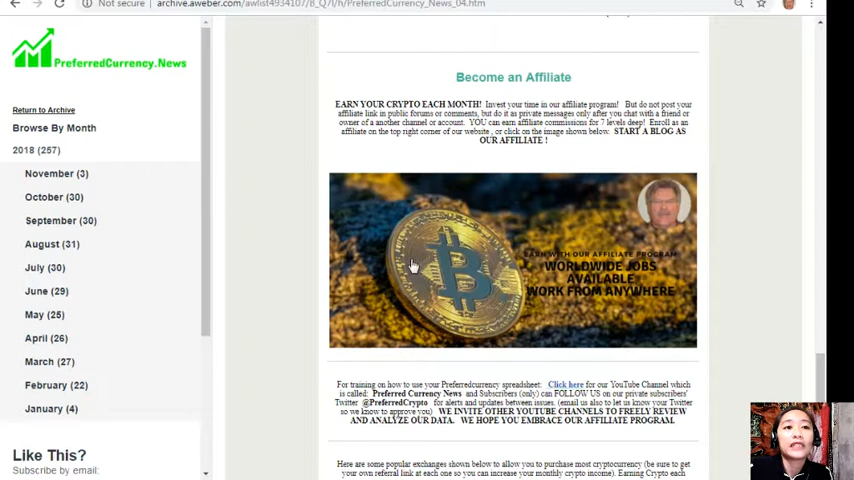 Not secure | archive.aweber.com/awlist4934107/B_Q7I/h/PreferredCurrency_News_04.htm
PreferredCurrency.News
Return to Archive
Browse By Month
2018 (257)
November (3)
October (30)
September (30)
August (31)
July (30)
June (29)
May (25)
April (26)
March (27)
February (22)
January (4)
Like This?
Subscribe by email:
Become an Affiliate
EARN YOUR CRYPTO EACH MONTH! Invest your time in our affiliate program! But do not post your
affiliate link in public forums or comments, but do it as private messages only after you chat with a friend or
owner of a another channel or account. YOU can earn affiliate commissions for 7 levels deep! Enroll as an
affiliate on the top right corner of our website , or click on the image shown below. START A BLOG AS
OUR AFFILIATE !
EARN WITH OUR AFFILIATE PROGRAM
WORLDWIDE JOBS
AVAILABLE
WORK FROM ANYWHERE
For training on how to use your Preferredcurrency spreadsheet: Click here for our YouTube Channel which
is called: Preferred Currency News and Subscribers (only) can FOLLOW US on our private subscribers'
Twitter @PreferredCrypto for alerts and updates between issues. (email us also to let us know your Twitter
so we know to approve you) WE INVITE OTHER YOUTUBE CHANNELS TO FREELY REVIEW
AND ANALYZE OUR DATA. WE HOPE YOU EMBRACE OUR AFFILIATE PROGRAM.
Here are some popular exchanges shown below to allow you to purchase most cryptocurrency (be sure to get
your own referral link at each one so you can increase your monthly crypto income). Earning Crypto each